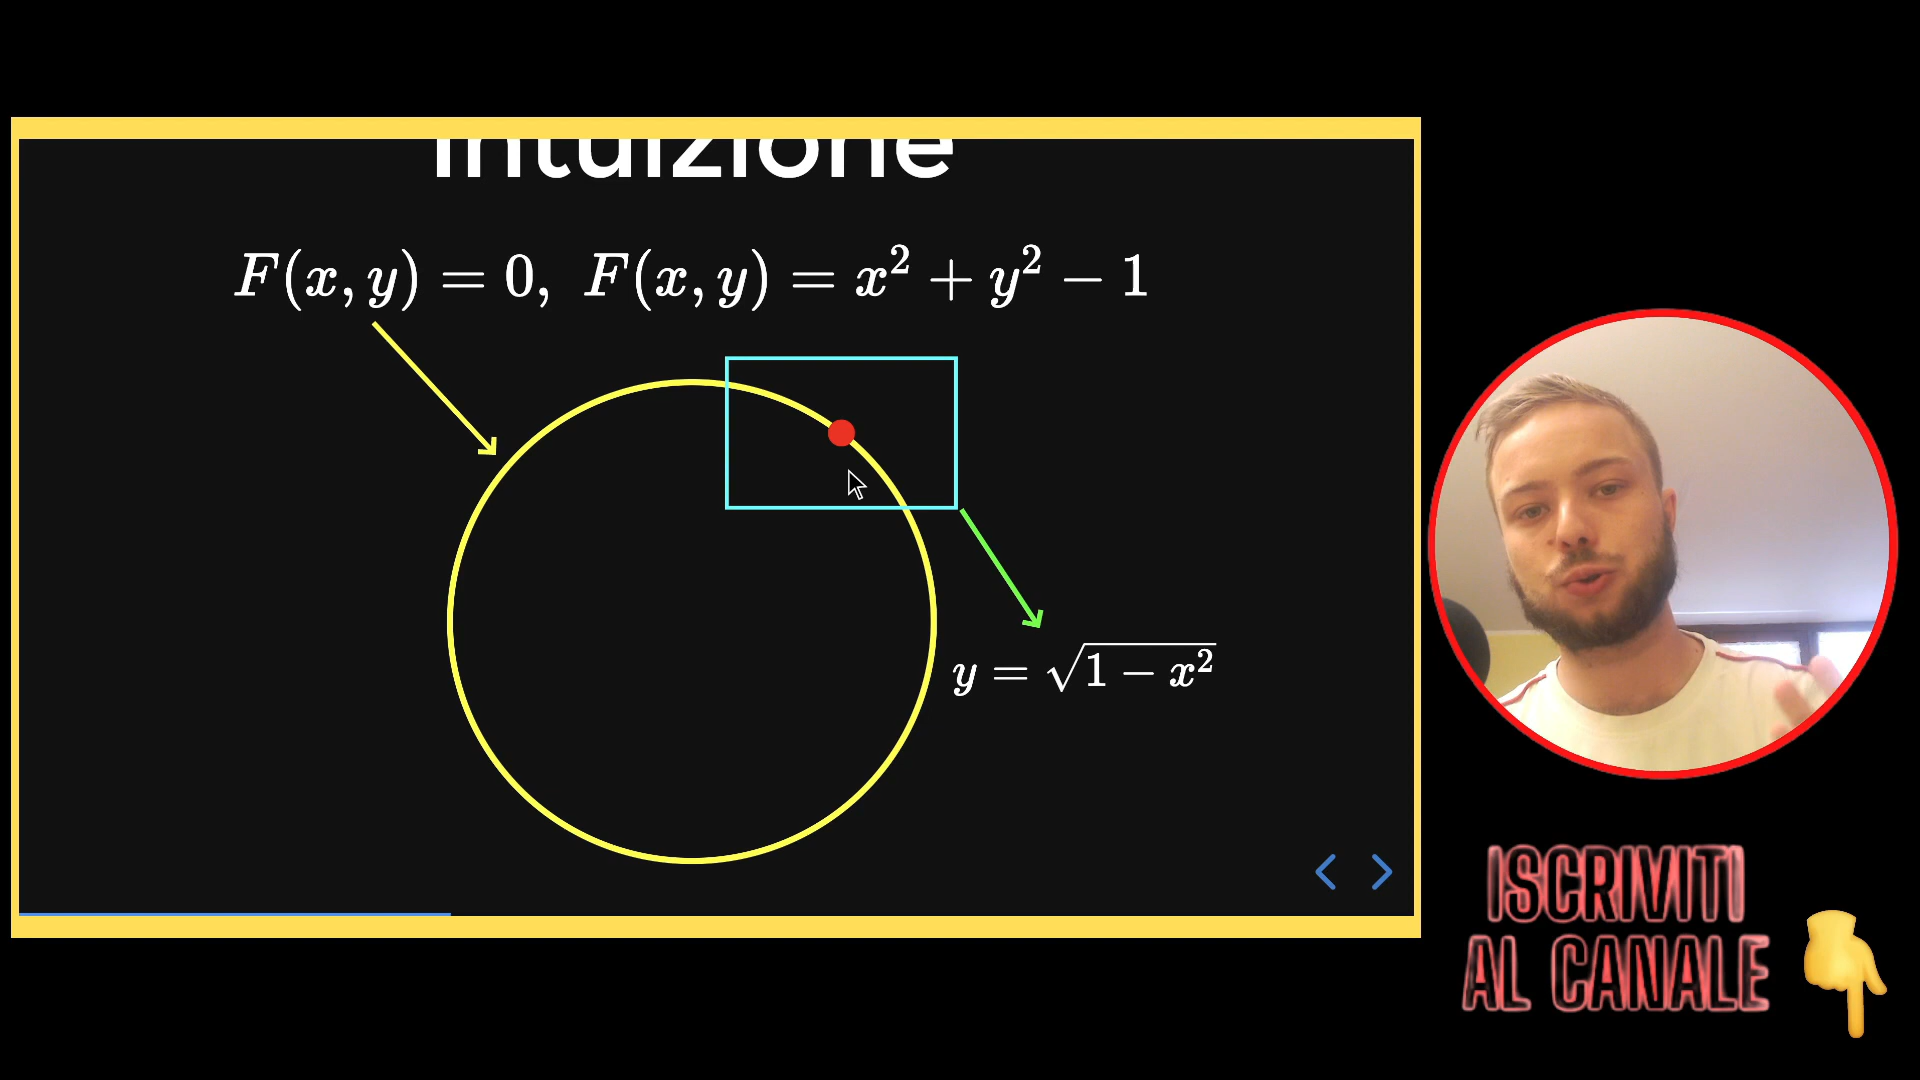 Intuizione
F(x, y) = 0, F(x, y) = x² + y² − 1
y = √(1 − x²)
ISCRIVITI
AL CANALE